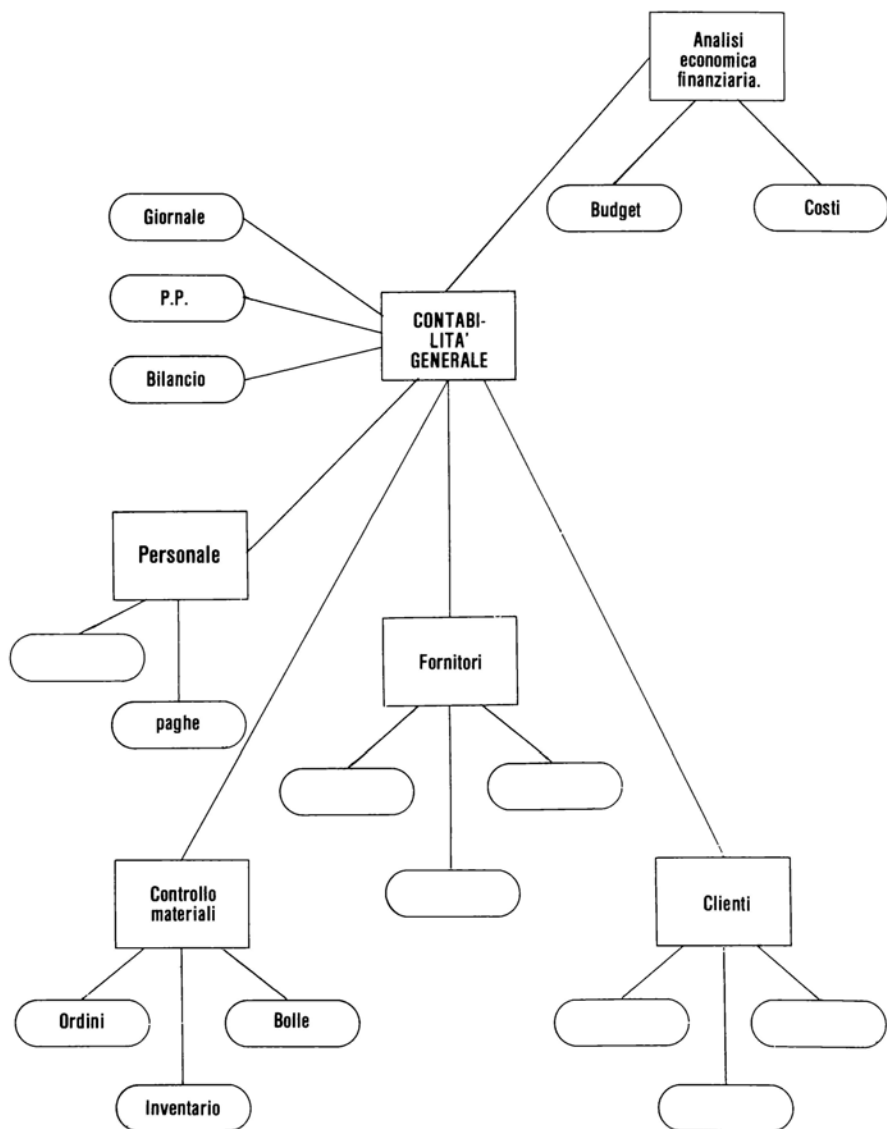 Analisi
economica
finanziaria.
Budget
Costi
Giornale
P.P.
Bilancio
CONTABI-
LITA'
GENERALE
Personale
paghe
Fornitori
Controllo
materiali
Ordini
Bolle
Inventario
Clienti